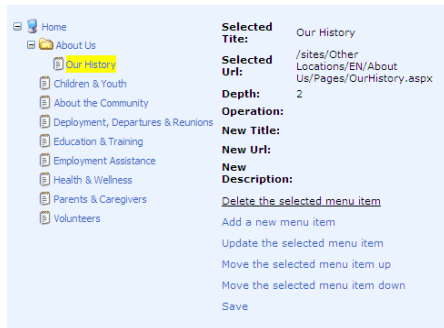 Home
About Us
Our History
Children & Youth
About the Community
Deployment, Departures & Reunions
Education & Training
Employment Assistance
Health & Wellness
Parents & Caregivers
Volunteers
Selected Tite: Our History
Selected Url: /sites/Other Locations/EN/About Us/Pages/OurHistory.aspx
Depth: 2
Operation:
New Title:
New Url:
New Description:
Delete the selected menu item
Add a new menu item
Update the selected menu item
Move the selected menu item up
Move the selected menu item down
Save